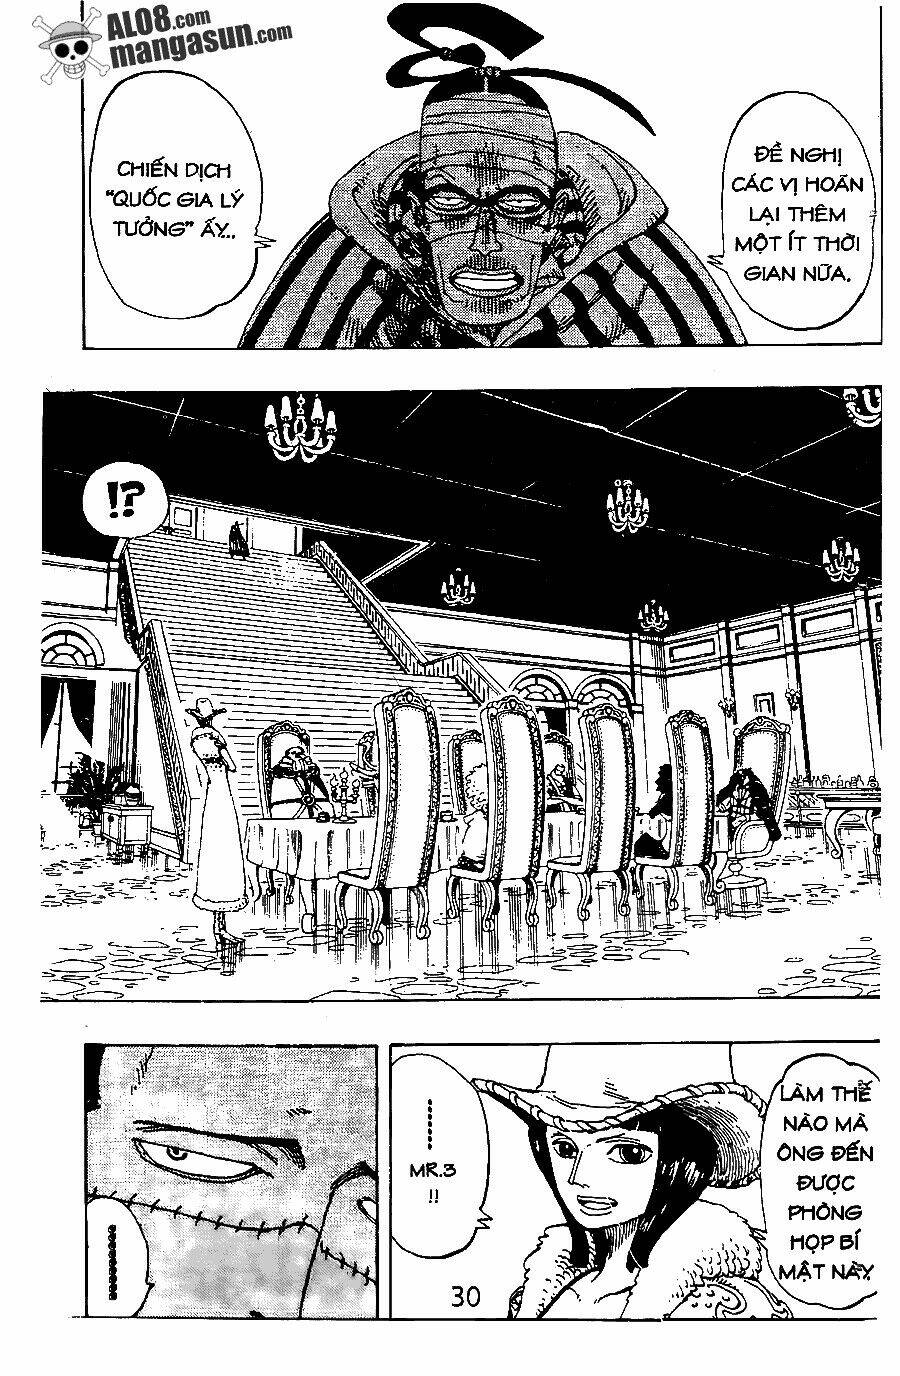 AL08.com
mangasun.com
ĐỀ NGHỊ
CÁC VỊ HOÃN
LẠI THÊM
MỘT ÍT THỜI
GIAN NỮA.
CHIẾN DỊCH
"QUỐC GIA LÝ
TƯỞNG" ẤY...
!?
LÀM THẾ
NÀO MÀ
ÔNG ĐẾN
ĐƯỢC
PHÒNG
HỌP BÍ
MẬT NÀY.
........
MR.3
!!
30
.........